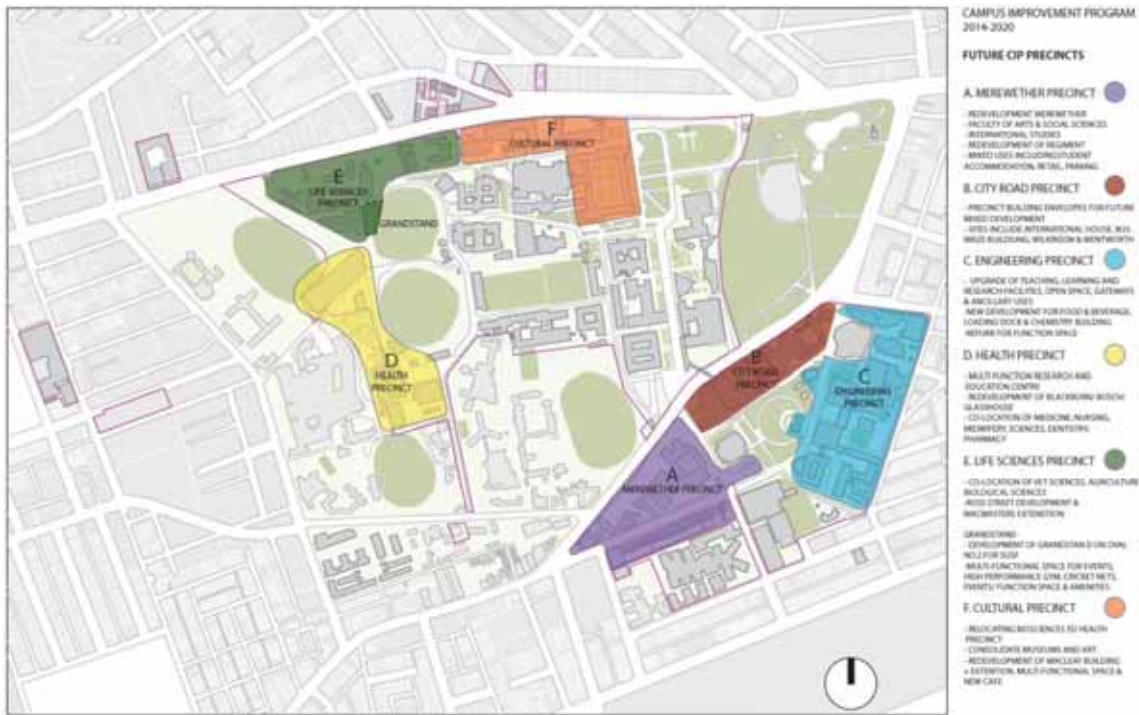 CAMPUS IMPROVEMENT PROGRAM
2014-2020
FUTURE CIP PRECINCTS
A. MEREWETHER PRECINCT
- REDEVELOPMENT MEREWETHER
- FACULTY OF ARTS & SOCIAL SCIENCES
- INTERNATIONAL STUDIES
- REDEVELOPMENT OF REGIMENT
- MIXED USES INCLUDING STUDENT
ACCOMMODATION, RETAIL, PARKING
B. CITY ROAD PRECINCT
- PRECINCT BUILDING ENVELOPES FOR FUTURE
MIXED DEVELOPMENT
- SITES INCLUDE INTERNATIONAL HOUSE,
BUILDING, WILKINSON & WENTWORTH
C. ENGINEERING PRECINCT
- UPGRADE OF TEACHING, LEARNING AND
RESEARCH FACILITIES, OPEN SPACE, GATEWAYS
& ANCILLARY USES
-NEW DEVELOPMENT FOR FOOD & BEVERAGE,
LOADING DOCK & CHEMISTRY BUILDING
FOR FUNCTION SPACE
D. HEALTH PRECINCT
- MULTI FUNCTION RESEARCH AND
EDUCATION CENTRE
- REDEVELOPMENT OF BLACKBURN/ BOSCH/
GLASSHOUSE
- CO-LOCATION OF MEDICINE, NURSING,
MIDWIFERY, SCIENCES, DENTISTRY,
PHARMACY
E. LIFE SCIENCES PRECINCT
- CO-LOCATION OF VET SCIENCES, AGRICULTURE
BIOLOGICAL SCIENCES
-ROSS STREET DEVELOPMENT &
MACMASTERS EXTENSION
GRANDSTAND
- DEVELOPMENT OF GRANDSTAND ON OVAL
NO.2 FOR SUSF
-MULTI-FUNCTIONAL SPACE FOR EVENTS,
HIGH PERFORMANCE GYM, CRICKET NETS,
EVENTS/ FUNCTION SPACE & AMENITIES
F. CULTURAL PRECINCT
- RELOCATING BIOSCIENCES TO HEALTH
PRECINCT
- CONSOLIDATE MUSEUMS AND ART
- REDEVELOPMENT OF MACLEAY BUILDING
+ EXTENTION, MULTI-FUNCTIONAL SPACE &
NEW CAFE
F
CULTURAL PRECINCT
E
LIFE SCIENCES
PRECINCT
GRANDSTAND
D
HEALTH
PRECINCT
B
CITY ROAD
PRECINCT
C
ENGINEERING
PRECINCT
A
MEREWETHER PRECINCT